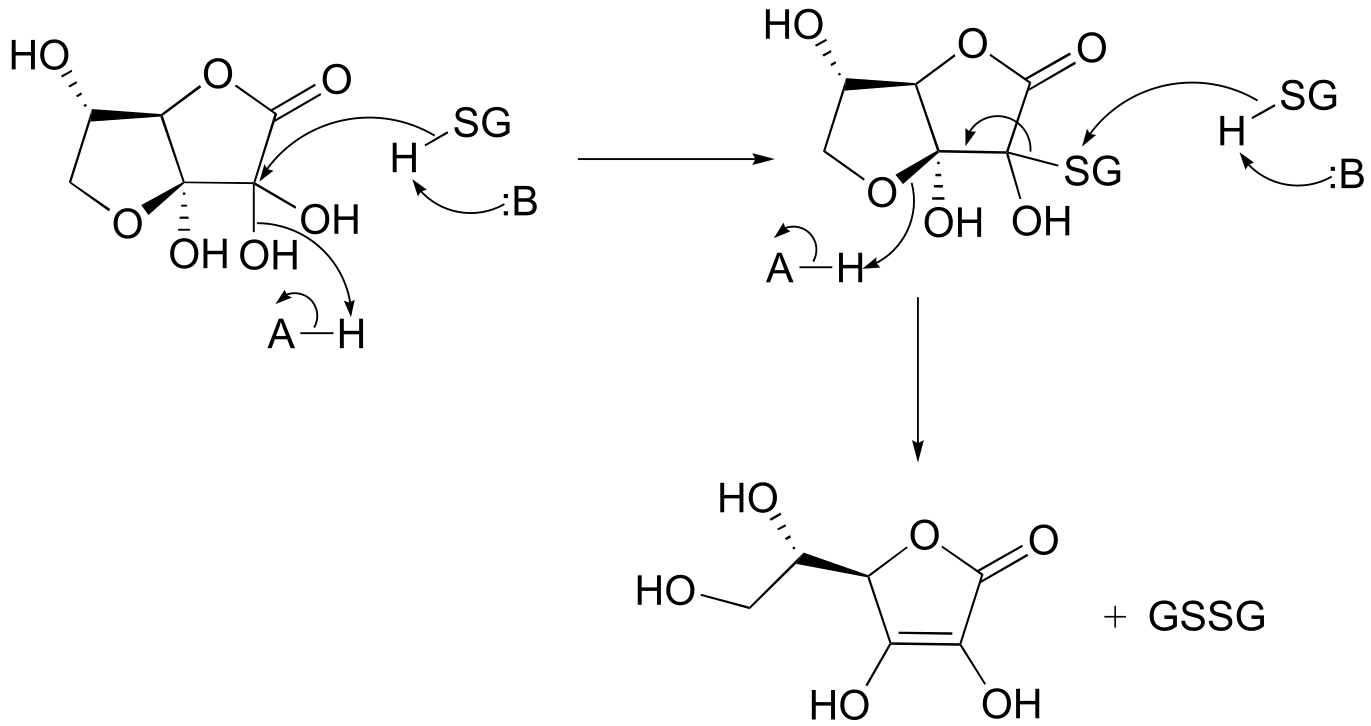 HO O O
H SG
O OH OH OH
:B
A H
HO O O
H SG
O OH OH SG
:B
A H
HO O O
HO
HO OH
+ GSSG